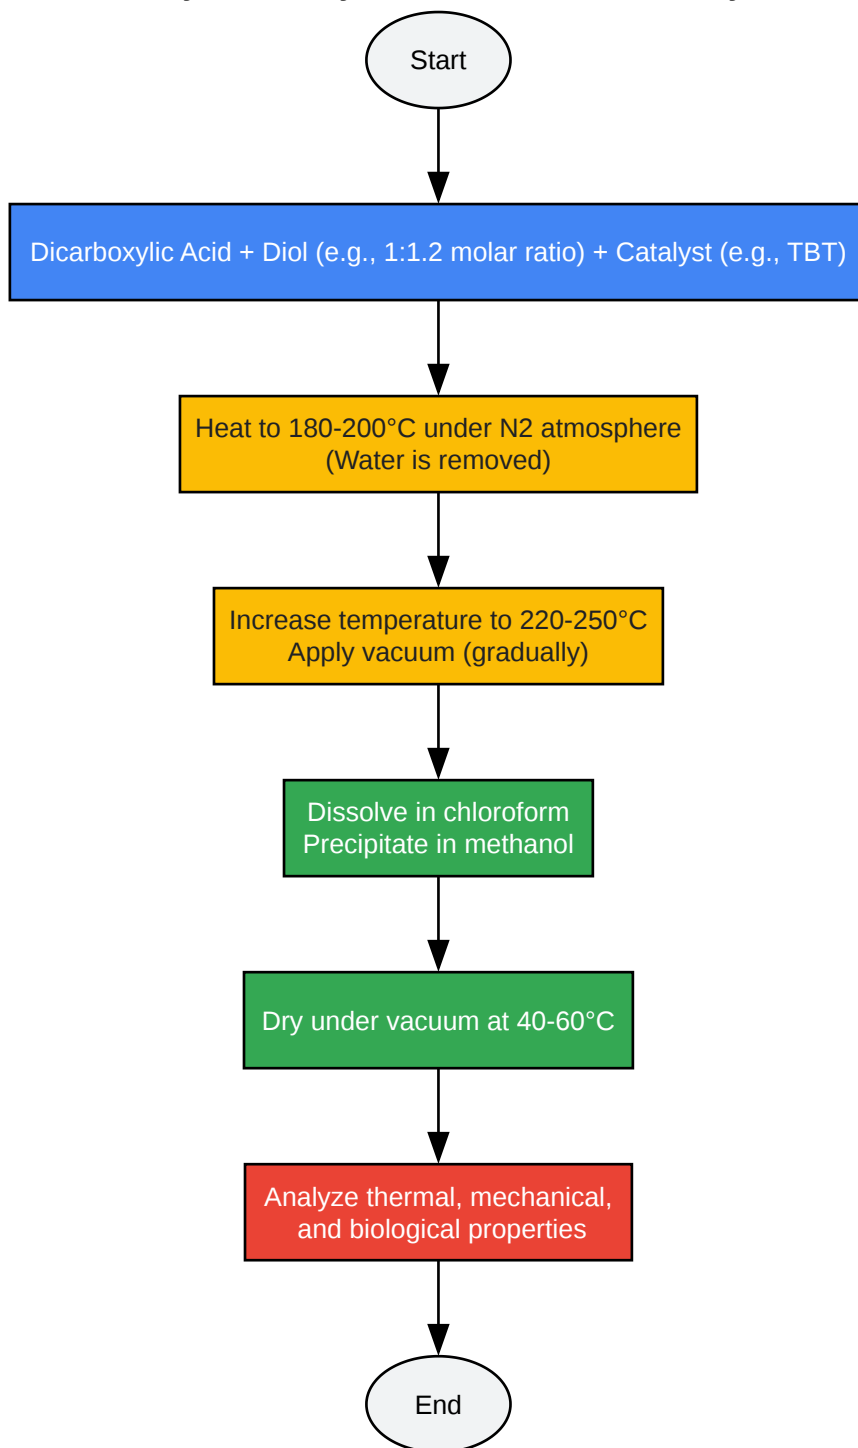 Start
Dicarboxylic Acid + Diol (e.g., 1:1.2 molar ratio) + Catalyst (e.g., TBT)
Heat to 180-200°C under N2 atmosphere
(Water is removed)
Increase temperature to 220-250°C
Apply vacuum (gradually)
Dissolve in chloroform
Precipitate in methanol
Dry under vacuum at 40-60°C
Analyze thermal, mechanical,
and biological properties
End